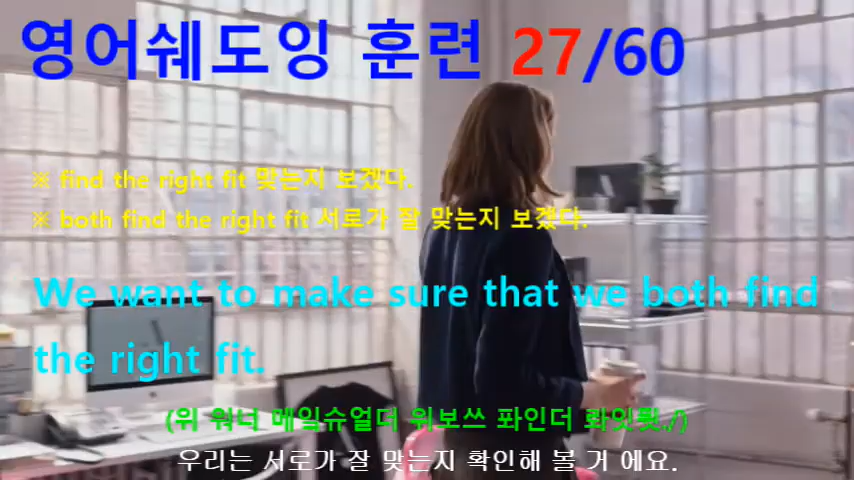 영어쉐도잉 훈련 27/60
※ find the right fit 맞는지 보겠다.
※ both find the right fit 서로가 잘 맞는지 보겠다.
We want to make sure that we both find
the right fit.
(위 워너 메잌슈얼더 위보쓰 퐈인더 롸잇핏./)
우리는 서로가 잘 맞는지 확인해 볼 거 에요.